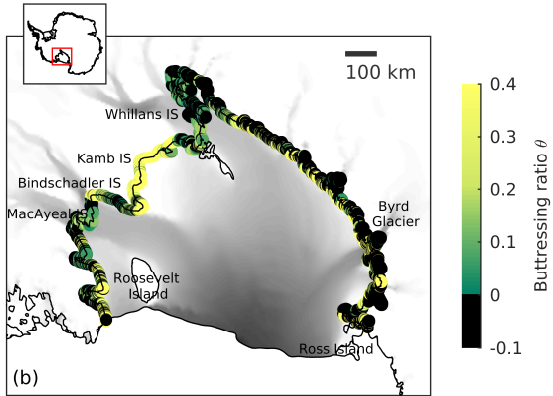 100 km
Whillans IS
Kamb IS
Bindschadler IS
MacAyeal IS
Byrd
Glacier
Roosevelt
Island
Ross Island
(b)
0.4
0.3
0.2
0.1
0
-0.1
Buttressing ratio θ